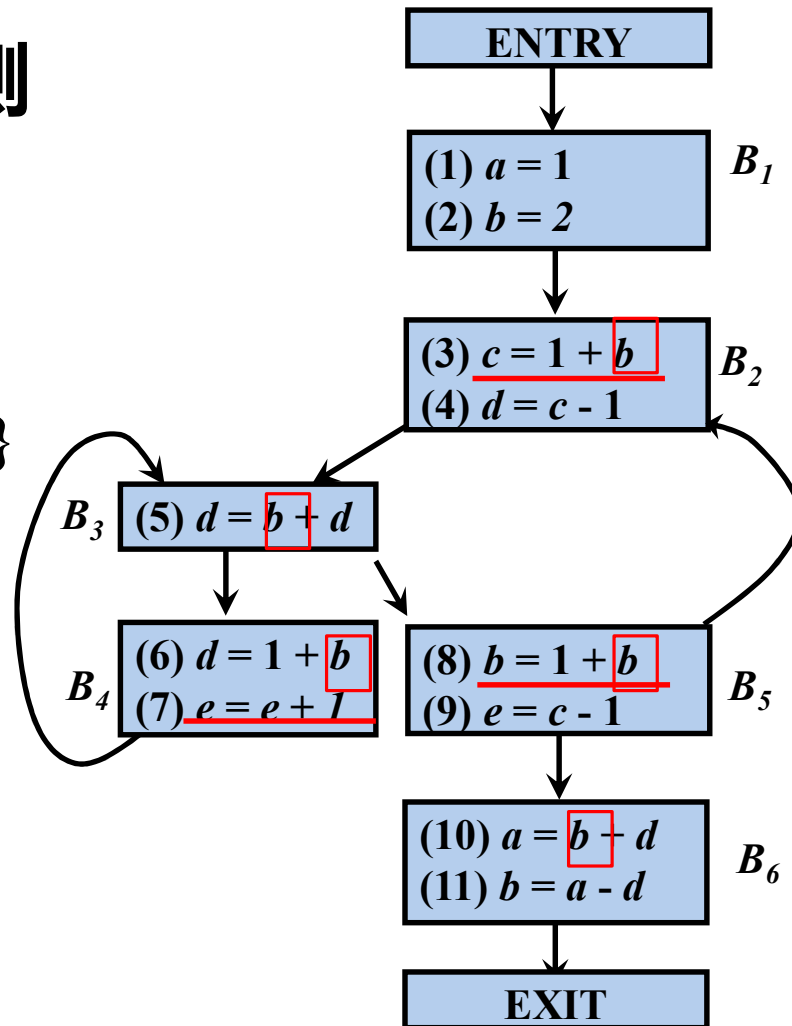 则
ENTRY
(1) a = 1
(2) b = 2
B1
(3) c = 1 + b
(4) d = c - 1
B2
}
B3
(5) d = b + d
(6) d = 1 + b
(7) e = e + 1
B4
(8) b = 1 + b
(9) e = c - 1
B5
(10) a = b + d
(11) b = a - d
B6
EXIT